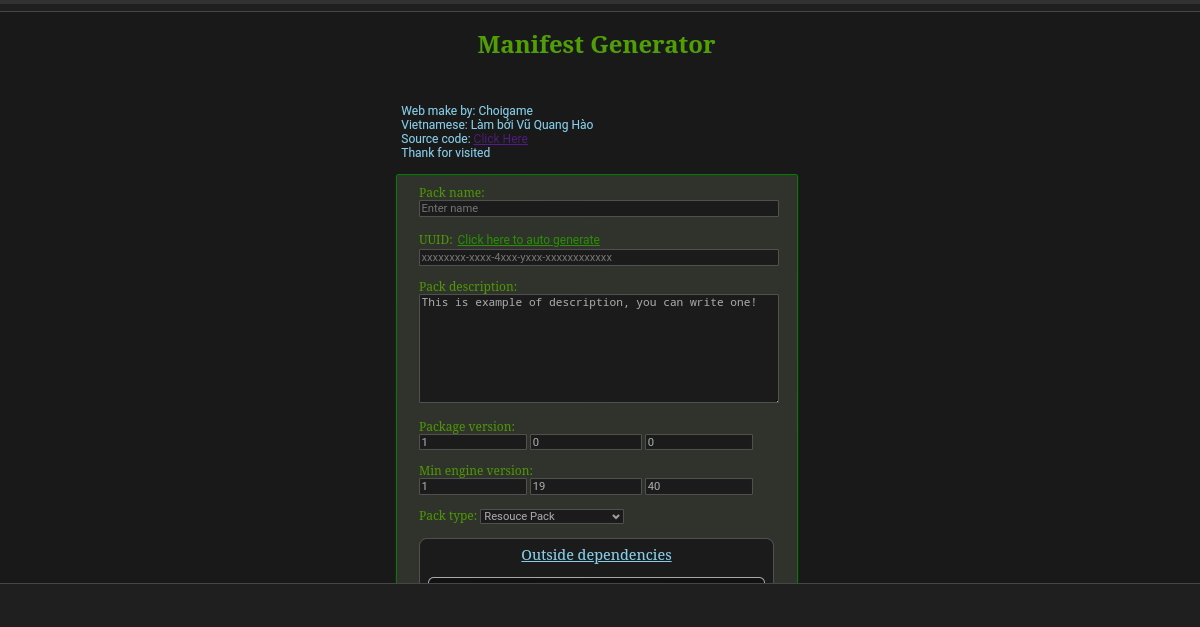 Manifest Generator
Web make by: Choigame
Vietnamese: Làm bởi Vũ Quang Hào
Source code: Click Here
Thank for visited
Pack name:
Enter name
UUID: Click here to auto generate
xxxxxxxx-xxxx-4xxx-yxxx-xxxxxxxxxxxx
Pack description:
This is example of description, you can write one!
Package version:
1 0 0
Min engine version:
1 19 40
Pack type: Resouce Pack
Outside dependencies